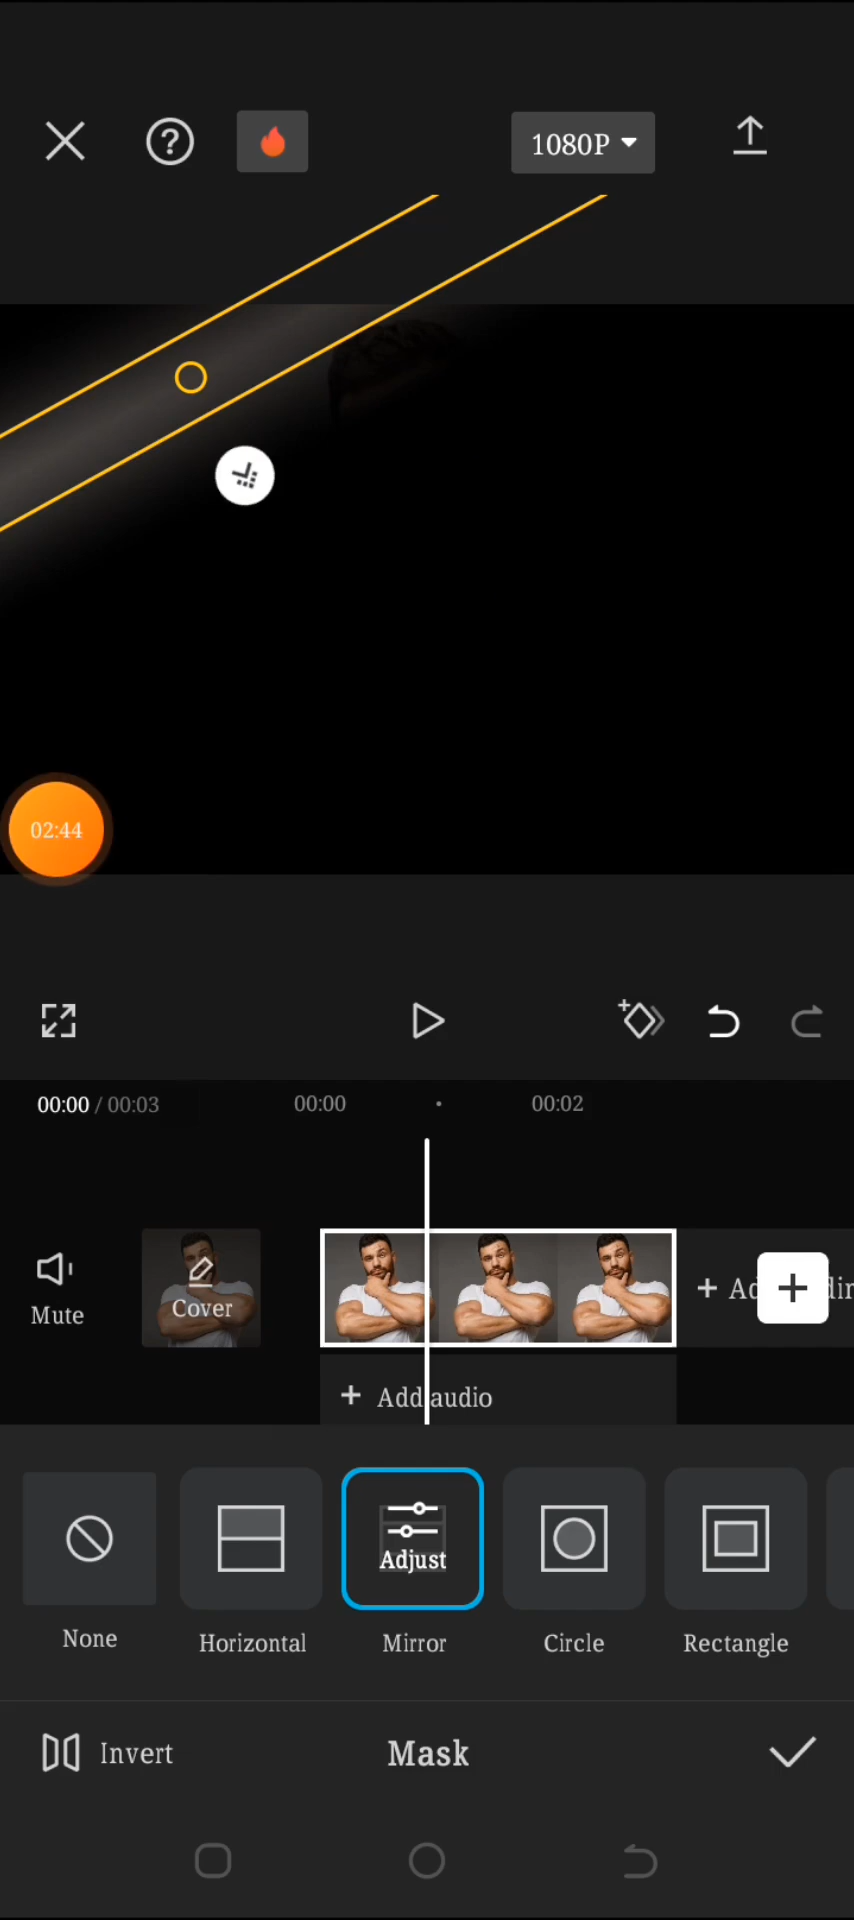 1080P
02:44
00:00 / 00:03
00:00
00:02
Mute
Cover
+ Ad
+ Add audio
Adjust
None
Horizontal
Mirror
Circle
Rectangle
Invert
Mask